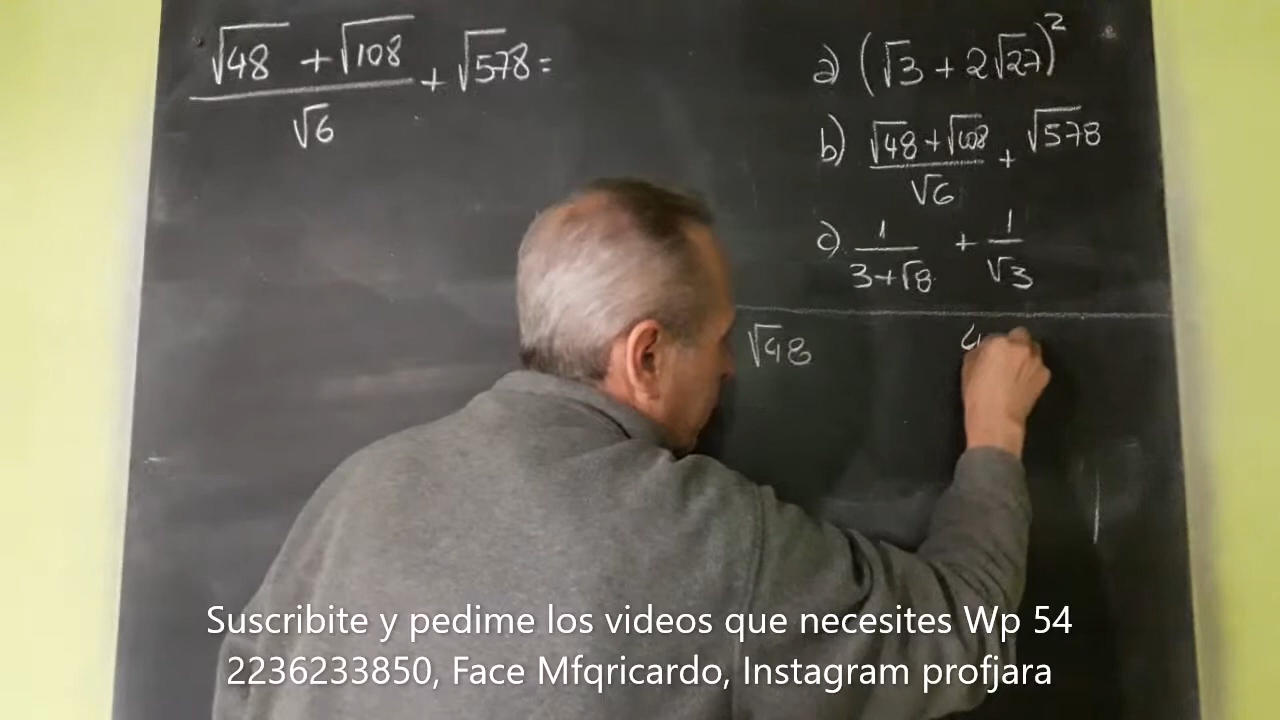 √48 + √108 / √6 + √578 =
a) (√3 + 2√27)²
b) √48 + √108 / √6 + √578
c) 1 / 3+√8 + 1 / √3
√48
Suscribite y pedime los videos que necesites Wp 54
2236233850, Face Mfqricardo, Instagram profjara